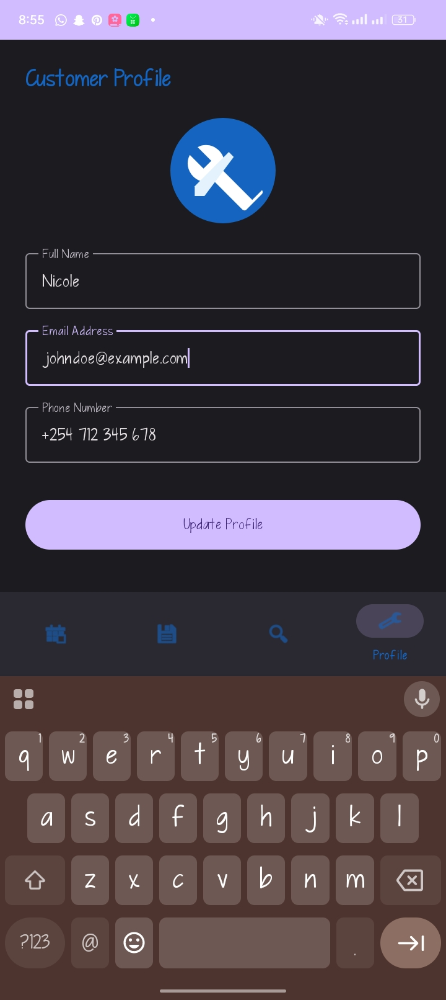 8:55
31
Customer Profile
Full Name
Nicole
Email Address
johndoe@example.com
Phone Number
+254 712 345 678
Update Profile
Profile
1 2 3 4 5 6 7 8 9 0
q w e r t y u i o p
a s d f g h j k l
z x c v b n m
?123 @ .